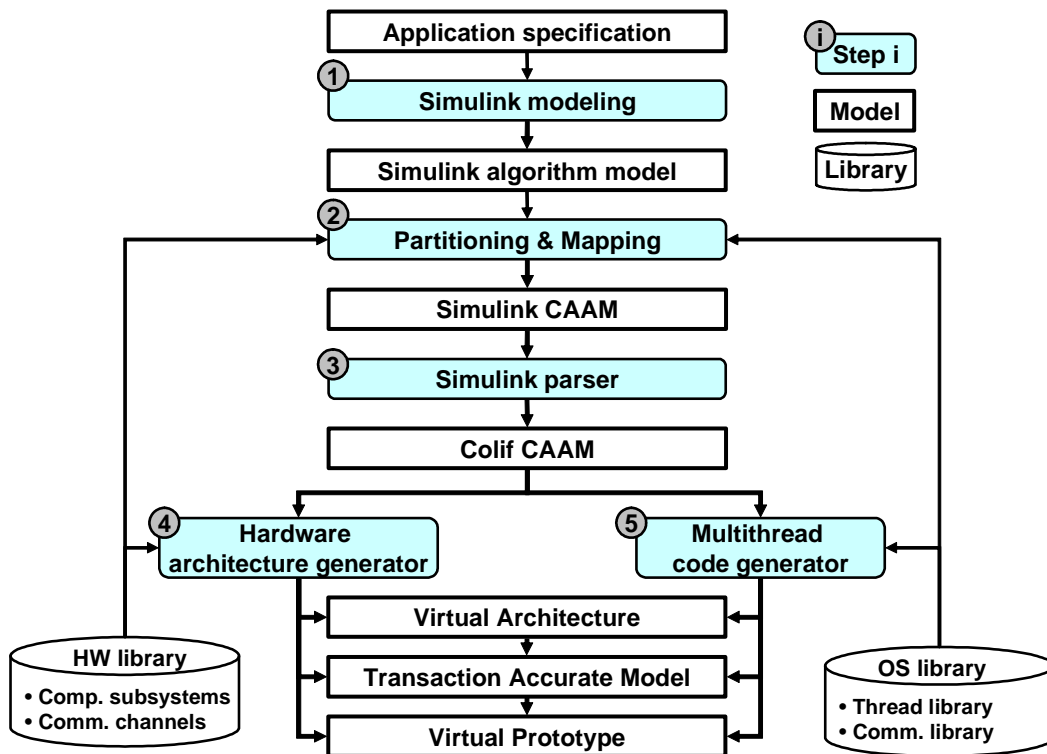 Application specification
i
Step i
1
Simulink modeling
Model
Simulink algorithm model
Library
2
Partitioning & Mapping
Simulink CAAM
3
Simulink parser
Colif CAAM
4
Hardware
architecture generator
5
Multithread
code generator
Virtual Architecture
HW library
• Comp. subsystems
• Comm. channels
Transaction Accurate Model
OS library
• Thread library
• Comm. library
Virtual Prototype